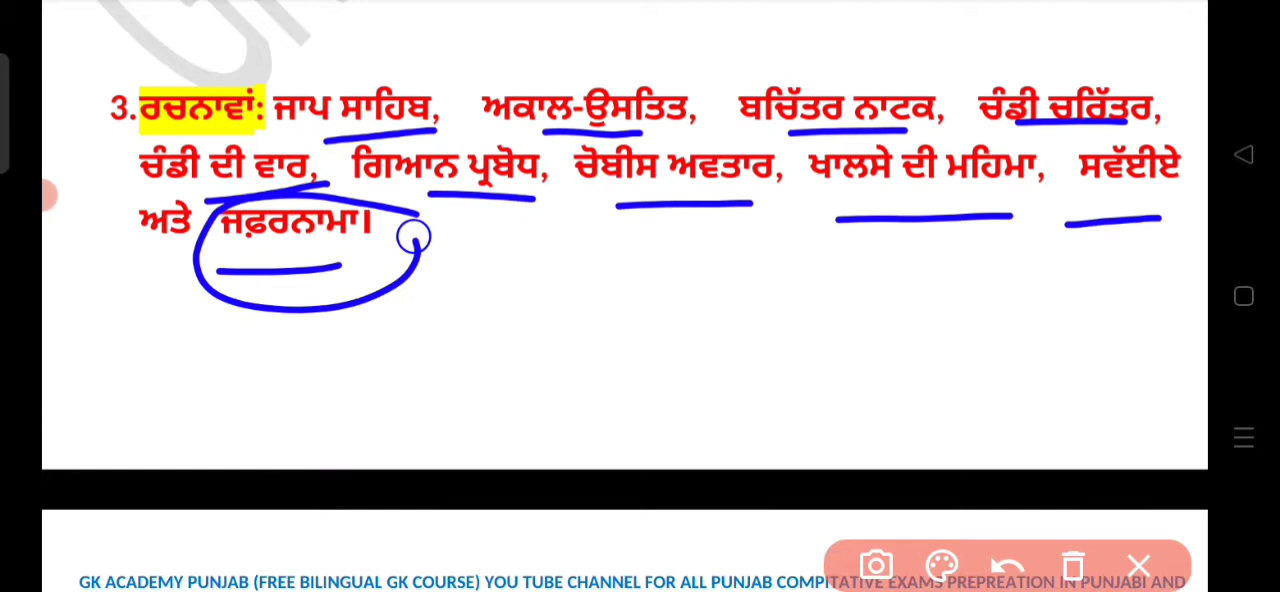 3.ਰਚਨਾਵਾਂ: ਜਾਪ ਸਾਹਿਬ, ਅਕਾਲ-ਉਸਤਿਤ, ਬਚਿੱਤਰ ਨਾਟਕ, ਚੰਡੀ ਚਰਿੱਤਰ,
ਚੰਡੀ ਦੀ ਵਾਰ, ਗਿਆਨ ਪ੍ਰਬੋਧ, ਚੋਬੀਸ ਅਵਤਾਰ, ਖਾਲਸੇ ਦੀ ਮਹਿਮਾ, ਸਵੱਈਏ
ਅਤੇ ਜਫ਼ਰਨਾਮਾ।
GK ACADEMY PUNJAB (FREE BILINGUAL GK COURSE) YOU TUBE CHANNEL FOR ALL PUNJAB COMPITATIVE EXAMS PREPREATION IN PUNJABI AND